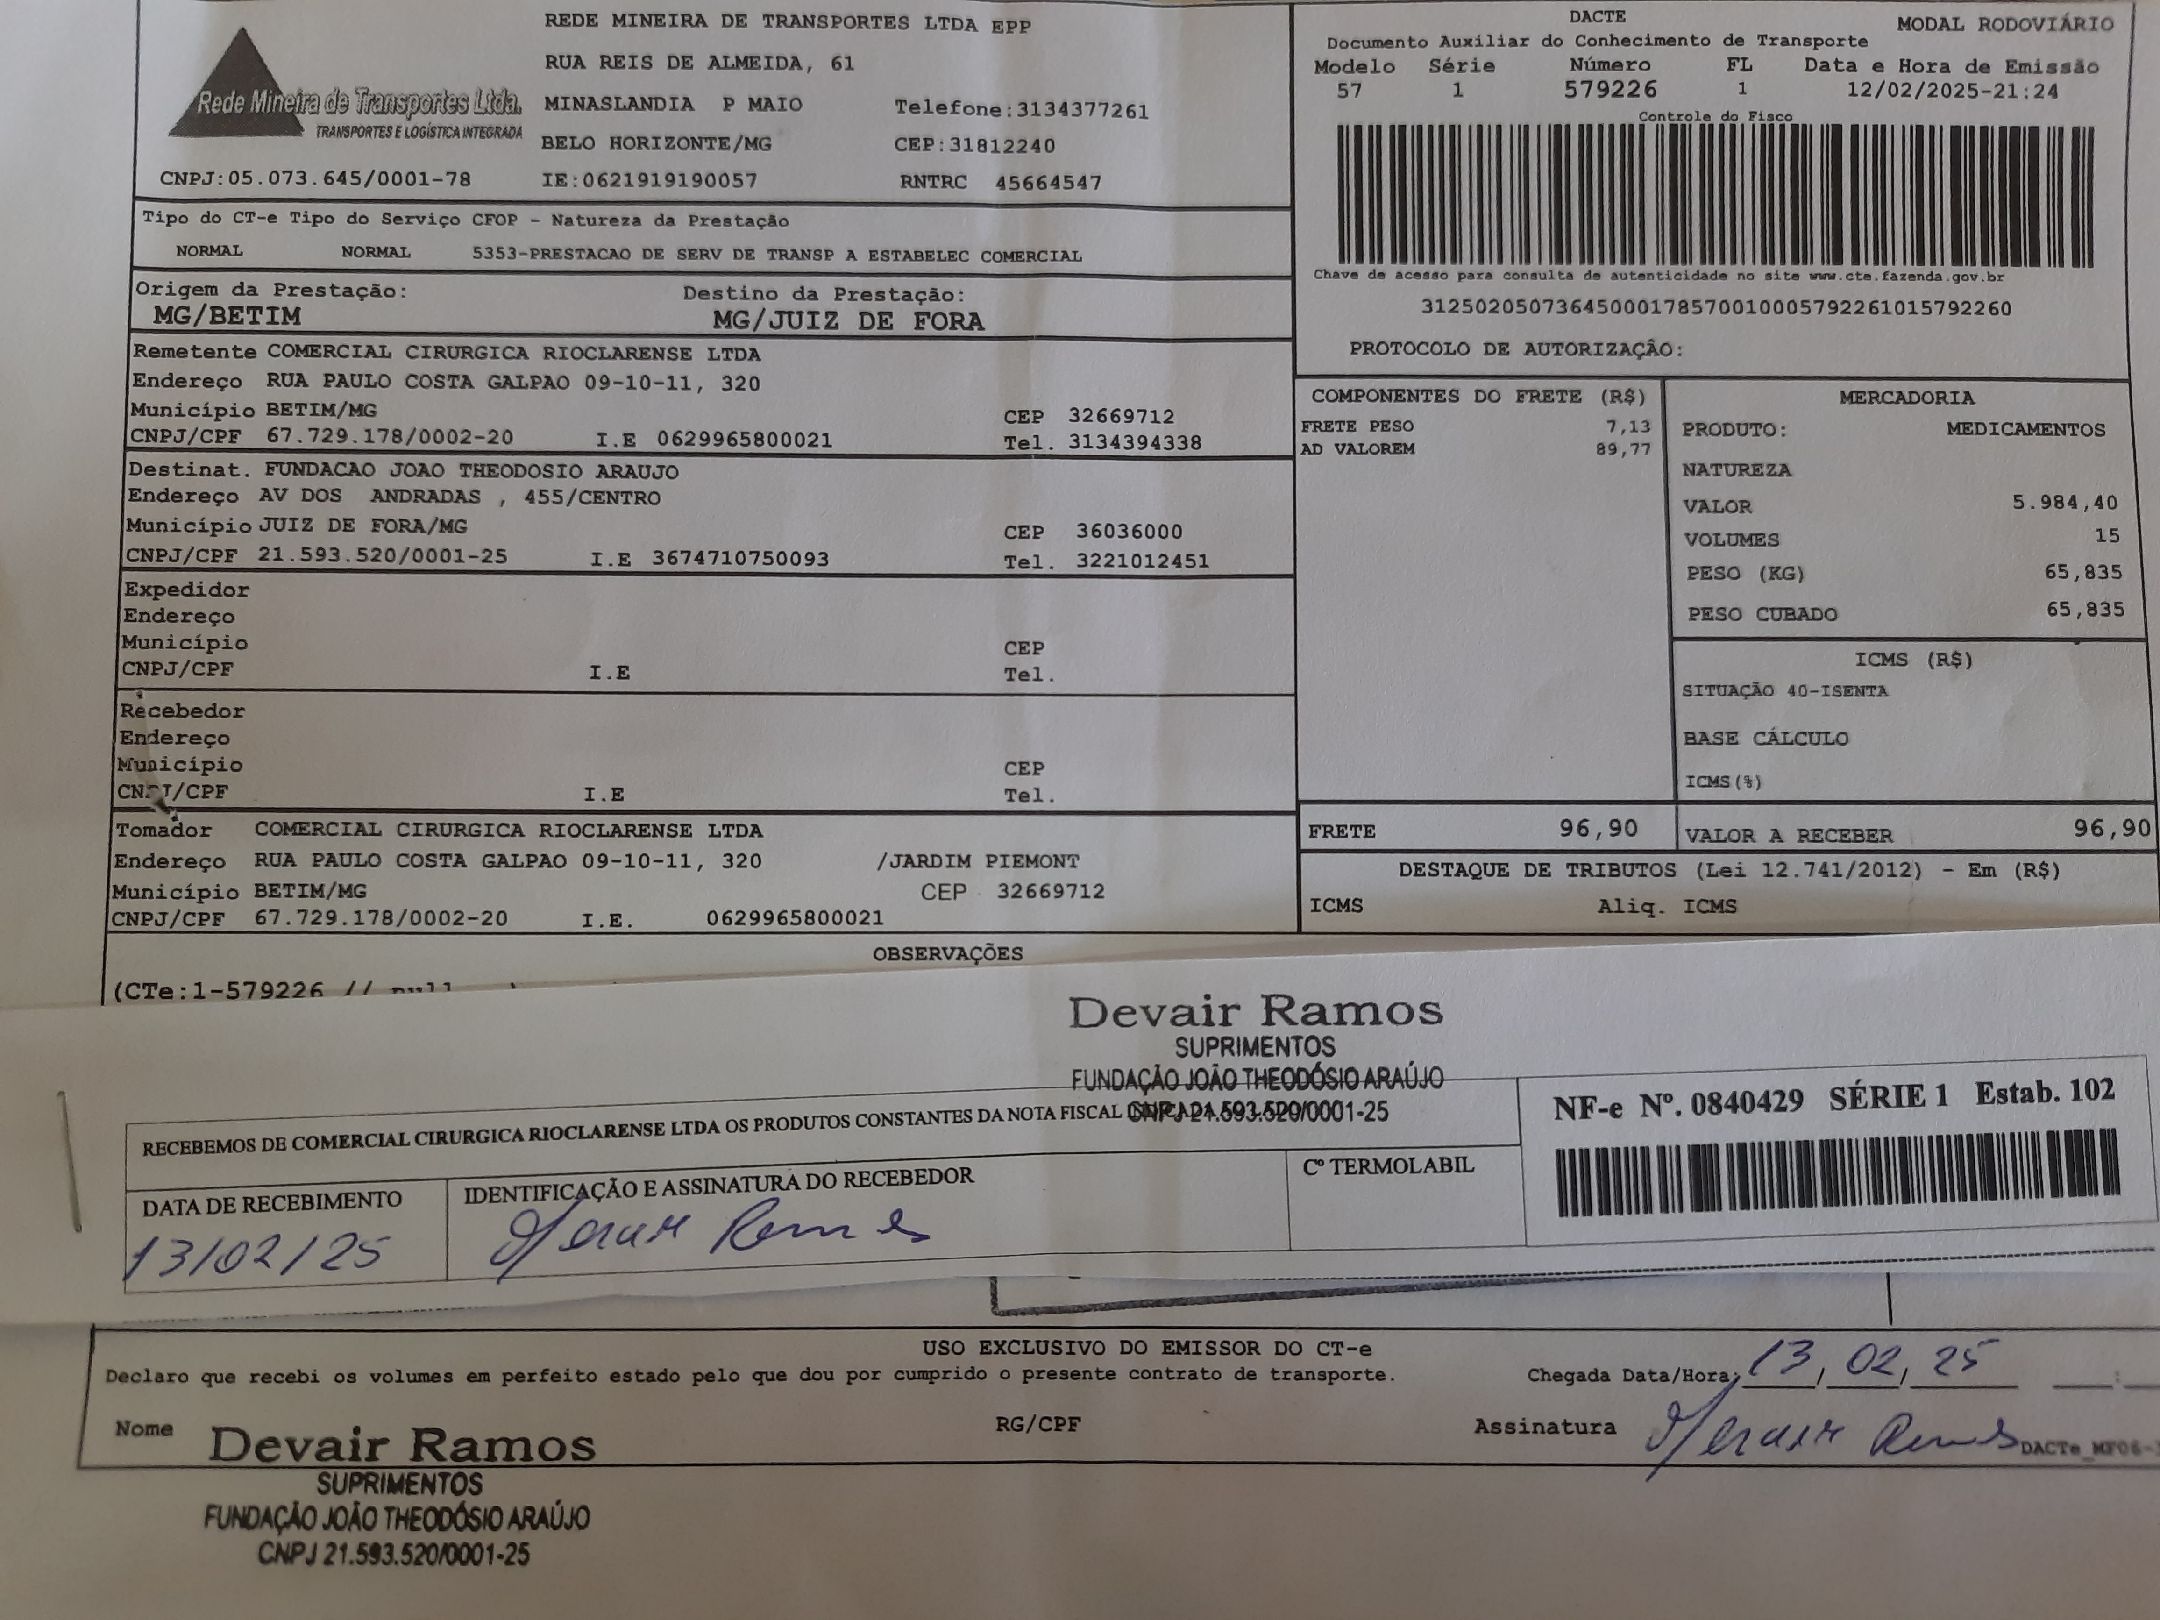 Rede Mineira de Transportes Ltda.
TRANSPORTES E LOGÍSTICA INTEGRADA
REDE MINEIRA DE TRANSPORTES LTDA EPP
RUA REIS DE ALMEIDA, 61
MINASLANDIA P MAIO Telefone:3134377261
BELO HORIZONTE/MG CEP:31812240
CNPJ:05.073.645/0001-78 IE:0621919190057 RNTRC 45664547
DACTE MODAL RODOVIÁRIO
Documento Auxiliar do Conhecimento de Transporte
Modelo Série Número FL Data e Hora de Emissão
57 1 579226 1 12/02/2025-21:24
Controle do Fisco
Chave de acesso para consulta de autenticidade no site www.cte.fazenda.gov.br
31250205073645000178570010005792261015792260
PROTOCOLO DE AUTORIZAÇÃO:
Tipo do CT-e Tipo do Serviço CFOP - Natureza da Prestação
NORMAL NORMAL 5353-PRESTACAO DE SERV DE TRANSP A ESTABELEC COMERCIAL
Origem da Prestação: Destino da Prestação:
MG/BETIM MG/JUIZ DE FORA
Remetente COMERCIAL CIRURGICA RIOCLARENSE LTDA
Endereço RUA PAULO COSTA GALPAO 09-10-11, 320
Município BETIM/MG CEP 32669712
CNPJ/CPF 67.729.178/0002-20 I.E 0629965800021 Tel. 3134394338
Destinat. FUNDACAO JOAO THEODOSIO ARAUJO
Endereço AV DOS ANDRADAS , 455/CENTRO
Município JUIZ DE FORA/MG CEP 36036000
CNPJ/CPF 21.593.520/0001-25 I.E 3674710750093 Tel. 3221012451
Expedidor
Endereço
Município CEP
CNPJ/CPF I.E Tel.
Recebedor
Endereço
Município CEP
CNPJ/CPF I.E Tel.
Tomador COMERCIAL CIRURGICA RIOCLARENSE LTDA
Endereço RUA PAULO COSTA GALPAO 09-10-11, 320 /JARDIM PIEMONT
Município BETIM/MG CEP 32669712
CNPJ/CPF 67.729.178/0002-20 I.E. 0629965800021
COMPONENTES DO FRETE (R$)
FRETE PESO 7,13
AD VALOREM 89,77
MERCADORIA
PRODUTO: MEDICAMENTOS
NATUREZA
VALOR 5.984,40
VOLUMES 15
PESO (KG) 65,835
PESO CUBADO 65,835
ICMS (R$)
SITUAÇÃO 40-ISENTA
BASE CÁLCULO
ICMS(%)
FRETE 96,90 VALOR A RECEBER 96,90
DESTAQUE DE TRIBUTOS (Lei 12.741/2012) - Em (R$)
ICMS Aliq. ICMS
OBSERVAÇÕES
(CTe:1-579226 // null
Devair Ramos
SUPRIMENTOS
FUNDAÇÃO JOÃO THEODÓSIO ARAÚJO
CNPJ 21.593.520/0001-25
RECEBEMOS DE COMERCIAL CIRURGICA RIOCLARENSE LTDA OS PRODUTOS CONSTANTES DA NOTA FISCAL
NF-e Nº. 0840429 SÉRIE 1 Estab. 102
DATA DE RECEBIMENTO IDENTIFICAÇÃO E ASSINATURA DO RECEBEDOR Cº TERMOLABIL
13/02/25 Devair Ramos
USO EXCLUSIVO DO EMISSOR DO CT-e
Declaro que recebi os volumes em perfeito estado pelo que dou por cumprido o presente contrato de transporte. Chegada Data/Hora: 13, 02, 25
Nome RG/CPF Assinatura Devair Ramos
Devair Ramos
SUPRIMENTOS
FUNDAÇÃO JOÃO THEODÓSIO ARAÚJO
CNPJ 21.593.520/0001-25